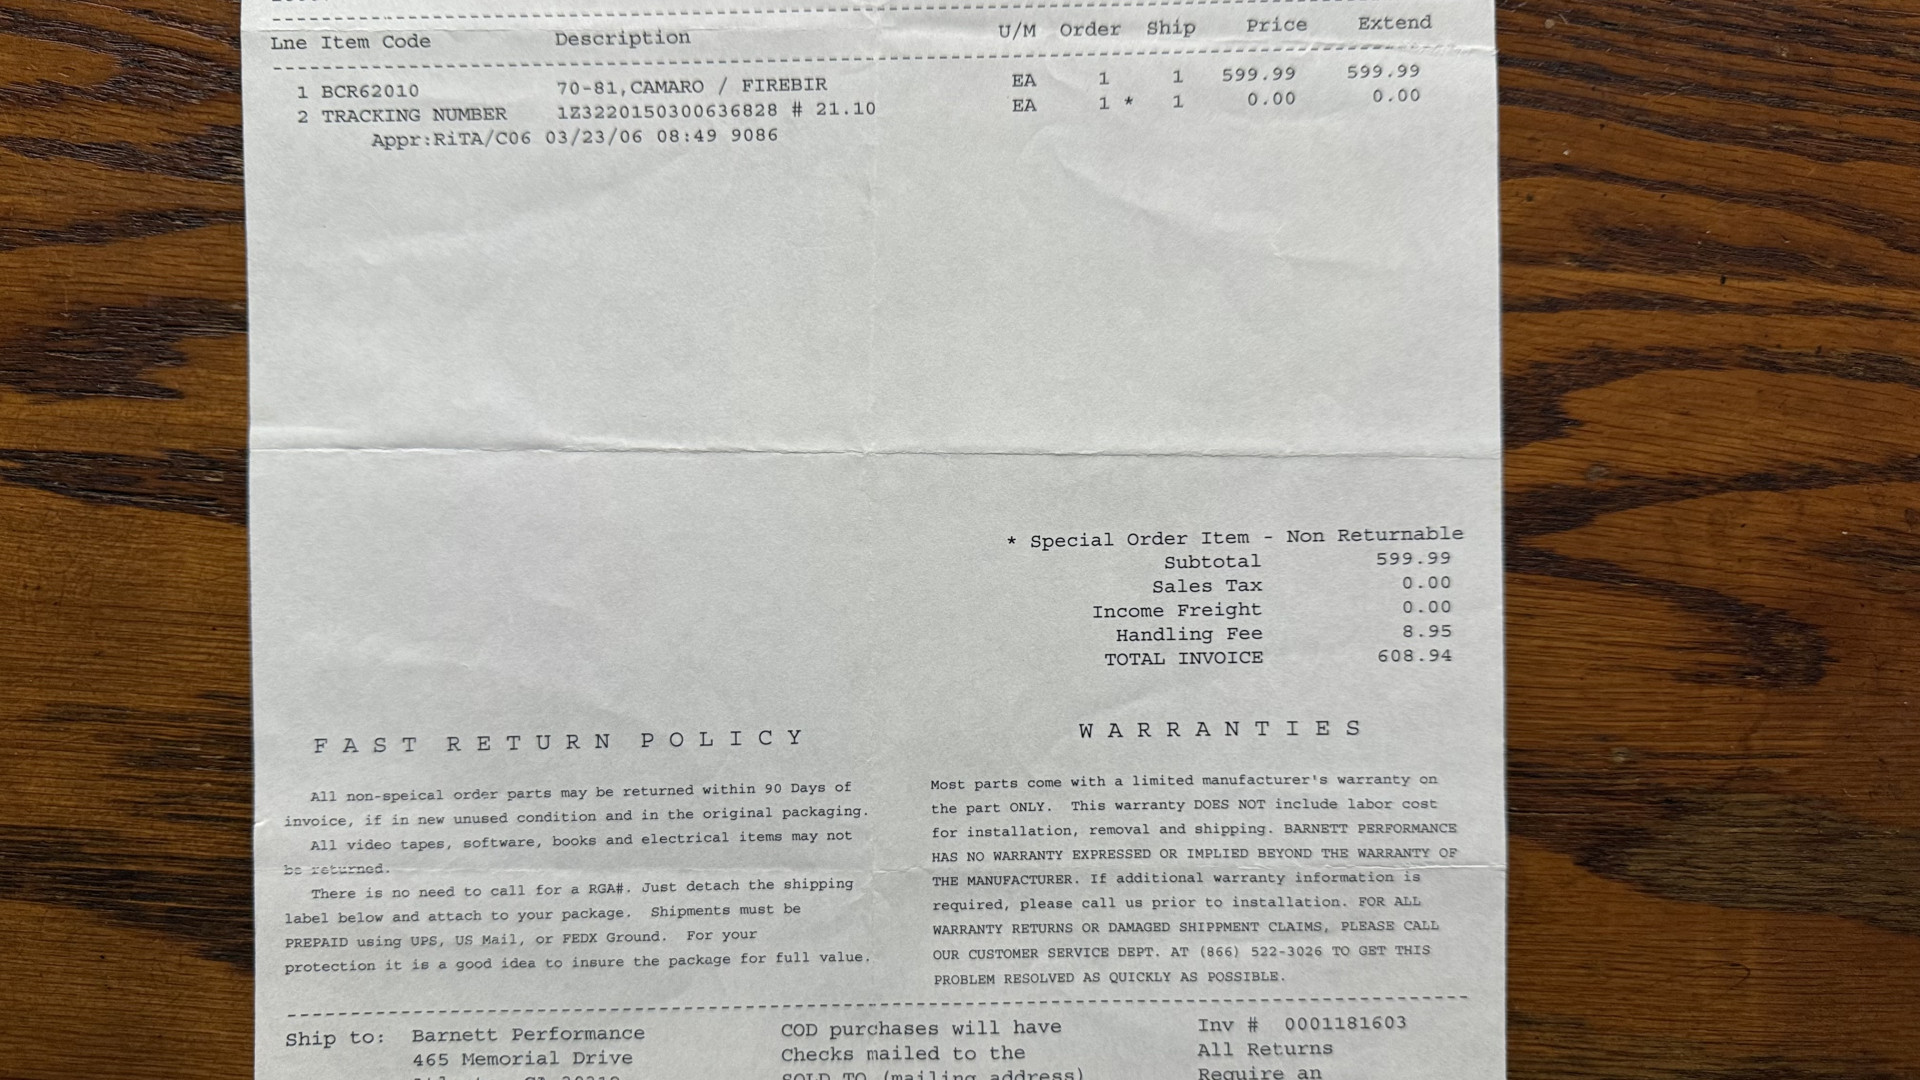 Lne Item Code Description U/M Order Ship Price Extend
1 BCR62010 70-81,CAMARO / FIREBIR EA 1 1 599.99 599.99
2 TRACKING NUMBER 1Z3220150300636828 # 21.10 EA 1 * 1 0.00 0.00
Appr:RiTA/C06 03/23/06 08:49 9086
* Special Order Item - Non Returnable
Subtotal 599.99
Sales Tax 0.00
Income Freight 0.00
Handling Fee 8.95
TOTAL INVOICE 608.94
FAST RETURN POLICY
All non-speical order parts may be returned within 90 Days of
invoice, if in new unused condition and in the original packaging.
All video tapes, software, books and electrical items may not
be returned.
There is no need to call for a RGA#. Just detach the shipping
label below and attach to your package. Shipments must be
PREPAID using UPS, US Mail, or FEDX Ground. For your
protection it is a good idea to insure the package for full value.
WARRANTIES
Most parts come with a limited manufacturer's warranty on
the part ONLY. This warranty DOES NOT include labor cost
for installation, removal and shipping. BARNETT PERFORMANCE
HAS NO WARRANTY EXPRESSED OR IMPLIED BEYOND THE WARRANTY OF
THE MANUFACTURER. If additional warranty information is
required, please call us prior to installation. FOR ALL
WARRANTY RETURNS OR DAMAGED SHIPPMENT CLAIMS, PLEASE CALL
OUR CUSTOMER SERVICE DEPT. AT (866) 522-3026 TO GET THIS
PROBLEM RESOLVED AS QUICKLY AS POSSIBLE.
Ship to: Barnett Performance
465 Memorial Drive
COD purchases will have
Checks mailed to the
SOLD TO (mailing address)
Inv # 0001181603
All Returns
Require an